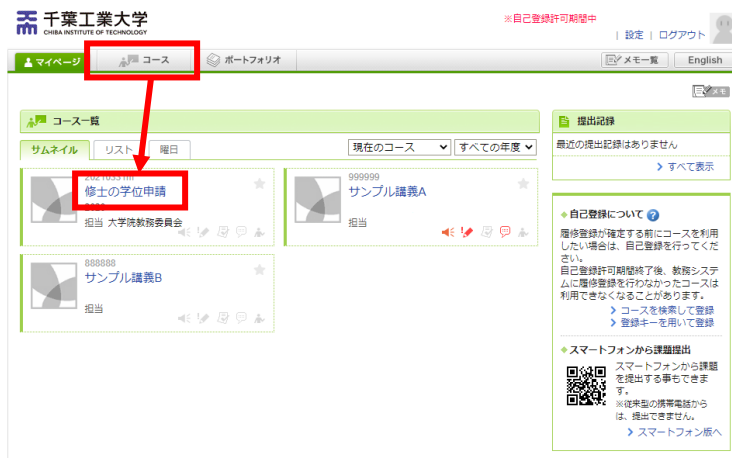 千葉工業大学
CHIBA INSTITUTE OF TECHNOLOGY
※自己登録許可期間中
| 設定 | ログアウト
マイページ
コース
ポートフォリオ
メモ一覧
English
メモ
コース一覧
サムネイル
リスト
曜日
現在のコース
すべての年度
修士の学位申請
担当 大学院教務委員会
999999
サンプル講義A
担当
888888
サンプル講義B
担当
提出記録
最近の提出記録はありません
すべて表示
自己登録について
履修登録が確定する前にコースを利用
したい場合は、自己登録を行ってくだ
さい。
自己登録許可期間終了後、教務システ
ムに履修登録を行わなかったコースは
利用できなくなることがあります。
コースを検索して登録
登録キーを用いて登録
スマートフォンから課題提出
スマートフォンから課題
を提出する事もできま
す。
※従来型の携帯電話から
は、提出できません。
スマートフォン版へ